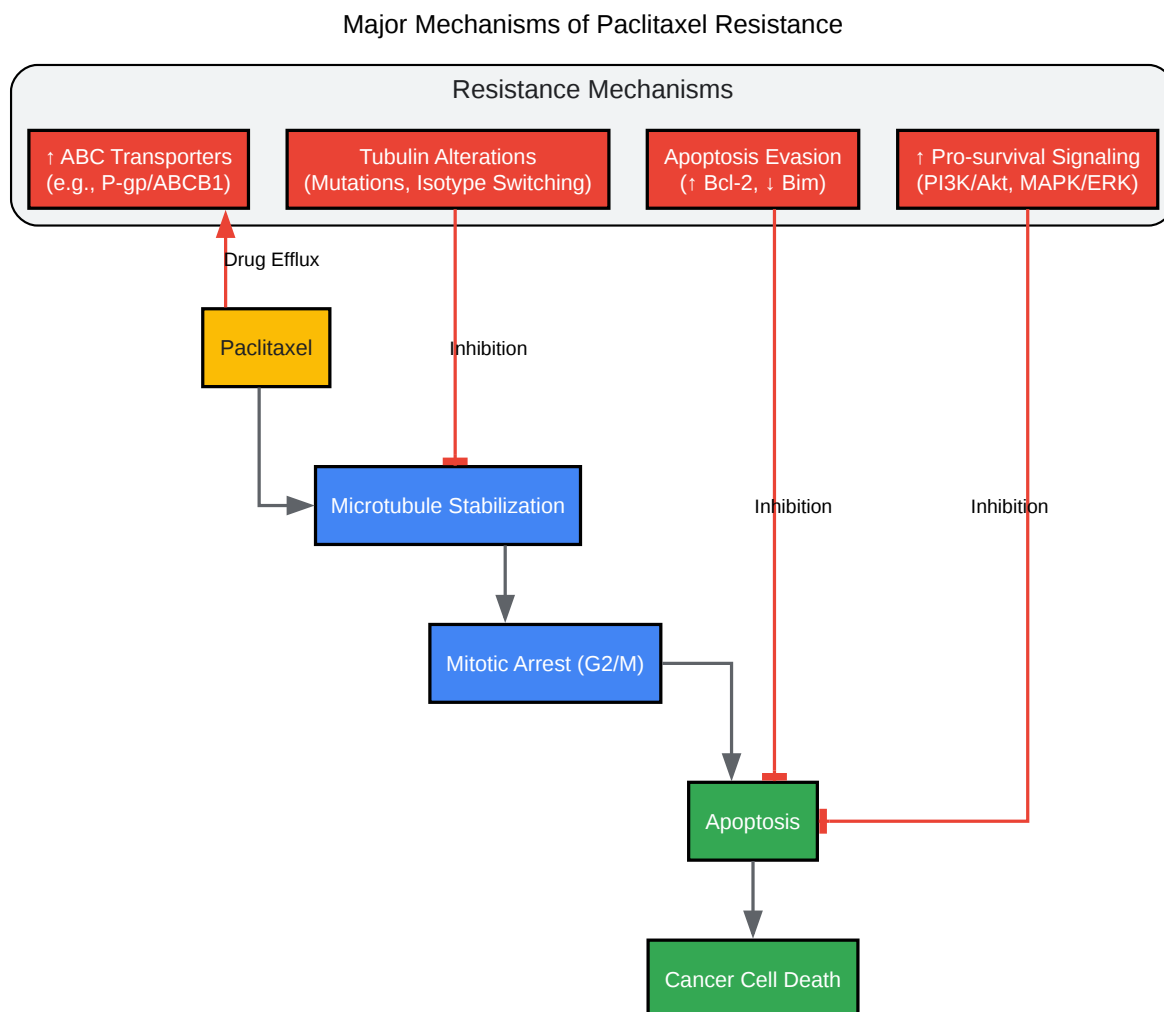 Major Mechanisms of Paclitaxel Resistance
Resistance Mechanisms
↑ ABC Transporters
(e.g., P-gp/ABCB1)
Tubulin Alterations
(Mutations, Isotype Switching)
Apoptosis Evasion
(↑ Bcl-2, ↓ Bim)
↑ Pro-survival Signaling
(PI3K/Akt, MAPK/ERK)
Drug Efflux
Paclitaxel
Inhibition
Microtubule Stabilization
Inhibition
Inhibition
Mitotic Arrest (G2/M)
Apoptosis
Cancer Cell Death